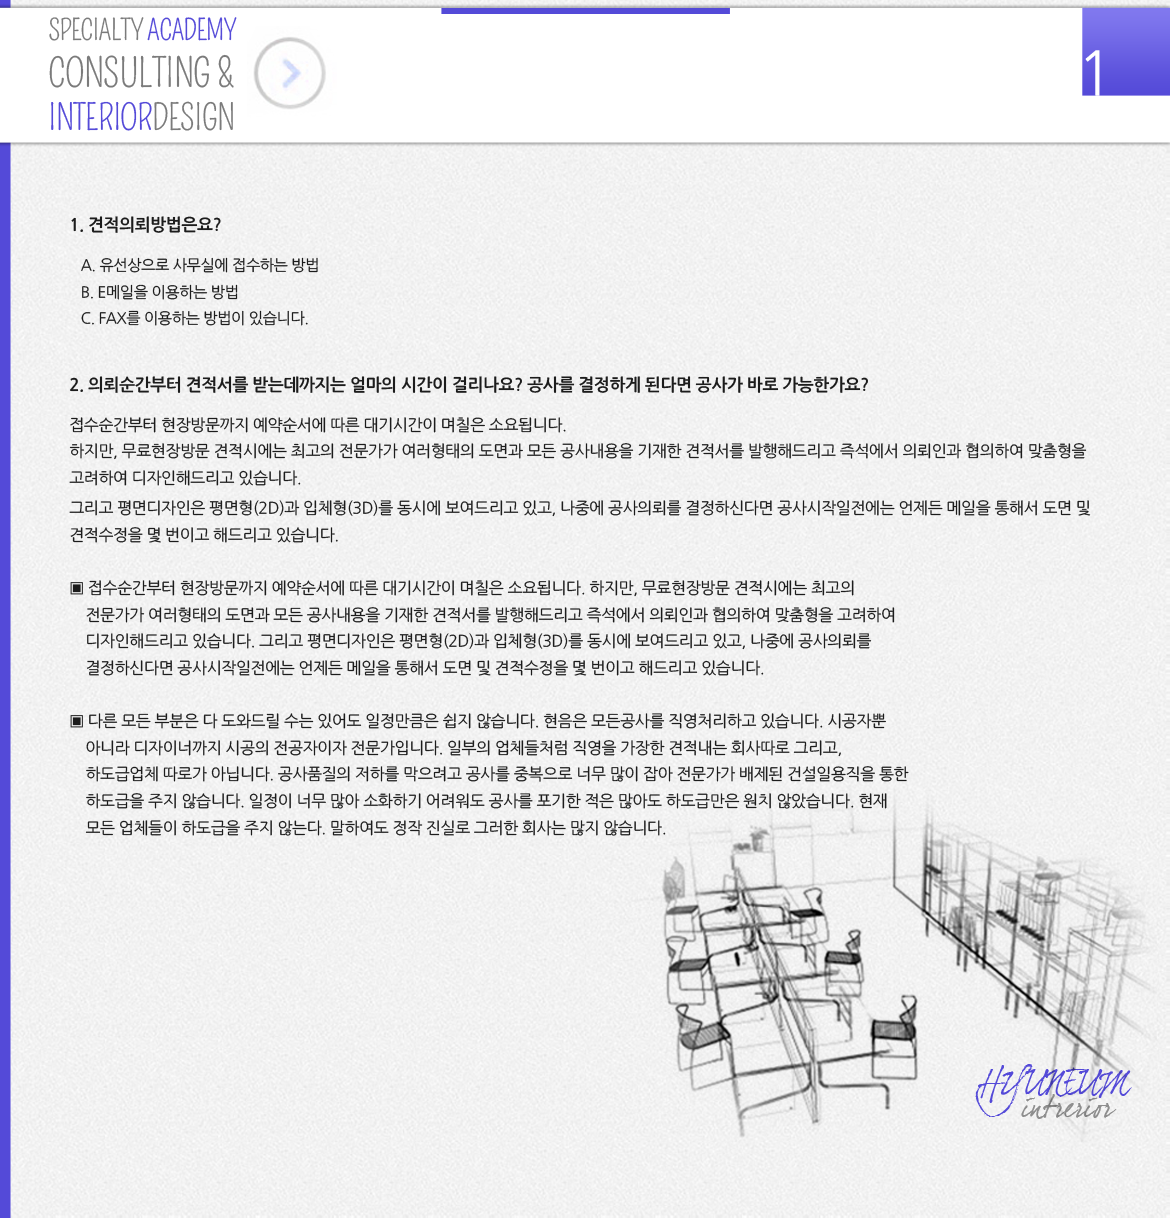 SPECIALTY ACADEMY
CONSULTING &
INTERIORDESIGN
1
1. 견적의뢰방법은요?
A. 유선상으로 사무실에 접수하는 방법
B. E메일을 이용하는 방법
C. FAX를 이용하는 방법이 있습니다.
2. 의뢰순간부터 견적서를 받는데까지는 얼마의 시간이 걸리나요? 공사를 결정하게 된다면 공사가 바로 가능한가요?
접수순간부터 현장방문까지 예약순서에 따른 대기시간이 며칠은 소요됩니다.
하지만, 무료현장방문 견적시에는 최고의 전문가가 여러형태의 도면과 모든 공사내용을 기재한 견적서를 발행해드리고 즉석에서 의뢰인과 협의하여 맞춤형을
고려하여 디자인해드리고 있습니다.
그리고 평면디자인은 평면형(2D)과 입체형(3D)를 동시에 보여드리고 있고, 나중에 공사의뢰를 결정하신다면 공사시작일전에는 언제든 메일을 통해서 도면 및
견적수정을 몇 번이고 해드리고 있습니다.
▣ 접수순간부터 현장방문까지 예약순서에 따른 대기시간이 며칠은 소요됩니다. 하지만, 무료현장방문 견적시에는 최고의
전문가가 여러형태의 도면과 모든 공사내용을 기재한 견적서를 발행해드리고 즉석에서 의뢰인과 협의하여 맞춤형을 고려하여
디자인해드리고 있습니다. 그리고 평면디자인은 평면형(2D)과 입체형(3D)를 동시에 보여드리고 있고, 나중에 공사의뢰를
결정하신다면 공사시작일전에는 언제든 메일을 통해서 도면 및 견적수정을 몇 번이고 해드리고 있습니다.
▣ 다른 모든 부분은 다 도와드릴 수는 있어도 일정만큼은 쉽지 않습니다. 현음은 모든공사를 직영처리하고 있습니다. 시공자뿐
아니라 디자이너까지 시공의 전공자이자 전문가입니다. 일부의 업체들처럼 직영을 가장한 견적내는 회사따로 그리고,
하도급업체 따로가 아닙니다. 공사품질의 저하를 막으려고 공사를 중복으로 너무 많이 잡아 전문가가 배제된 건설일용직을 통한
하도급을 주지 않습니다. 일정이 너무 많아 소화하기 어려워도 공사를 포기한 적은 많아도 하도급만은 원치 않았습니다. 현재
모든 업체들이 하도급을 주지 않는다. 말하여도 정작 진실로 그러한 회사는 많지 않습니다.
HYUNEUM
intrerior